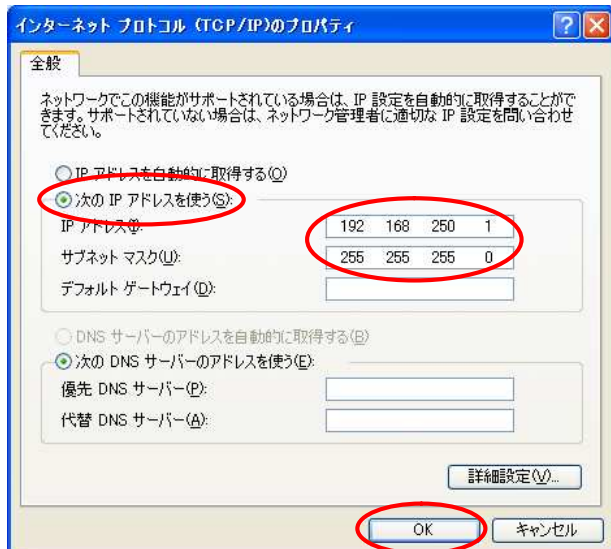 インターネット プロトコル (TCP/IP)のプロパティ
全般
ネットワークでこの機能がサポートされている場合は、IP 設定を自動的に取得することがで
きます。サポートされていない場合は、ネットワーク管理者に適切な IP 設定を問い合わせ
てください。
IP アドレスを自動的に取得する(O)
次の IP アドレスを使う(S):
IP アドレス(I): 192 168 250 1
サブネット マスク(U): 255 255 255 0
デフォルト ゲートウェイ(D):
DNS サーバーのアドレスを自動的に取得する(B)
次の DNS サーバーのアドレスを使う(E):
優先 DNS サーバー(P):
代替 DNS サーバー(A):
詳細設定(V)...
OK キャンセル